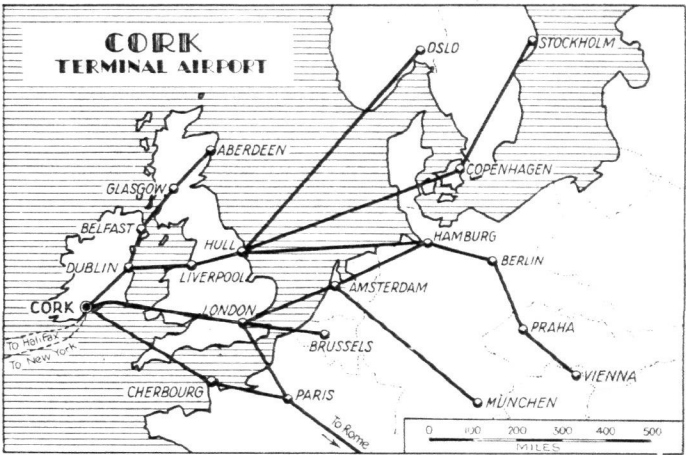 CORK
TERMINAL AIRPORT
OSLO
STOCKHOLM
ABERDEEN
COPENHAGEN
GLASGOW
BELFAST
HULL
HAMBURG
DUBLIN
LIVERPOOL
BERLIN
AMSTERDAM
CORK
LONDON
PRAHA
To Halifax
BRUSSELS
To New York
VIENNA
CHERBOURG
PARIS
MÜNCHEN
To Rome
0 100 200 300 400 500
MILES